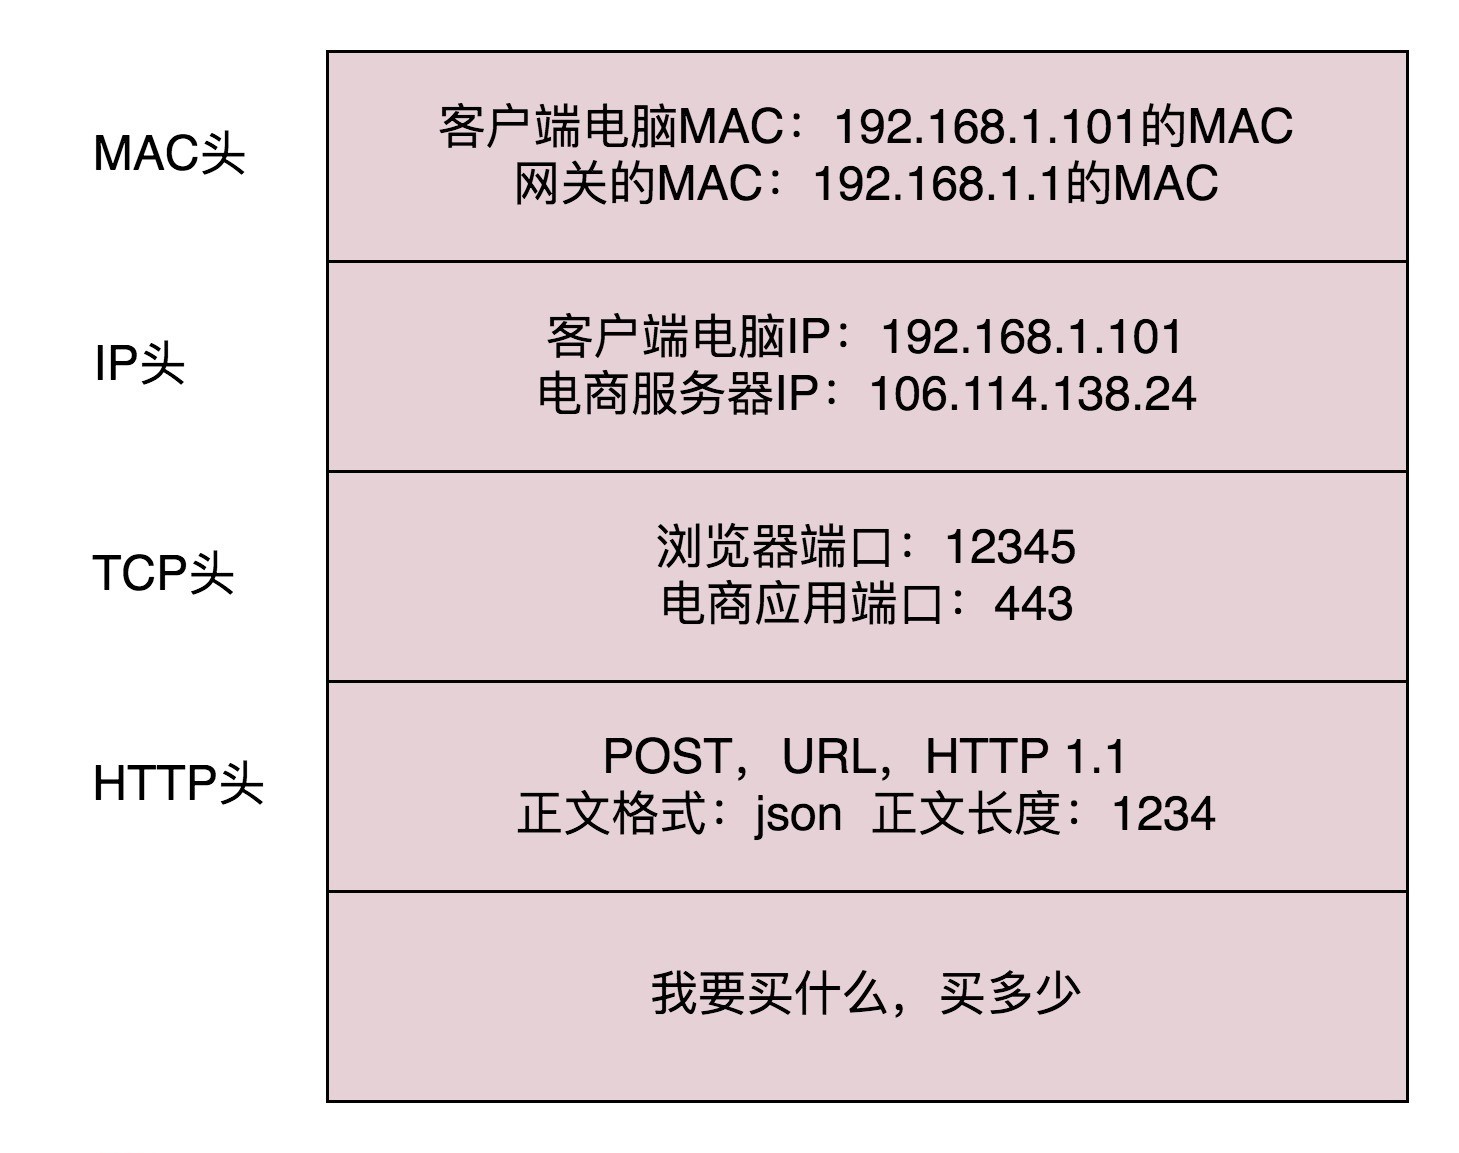 MAC头
客户端电脑MAC：192.168.1.101的MAC
网关的MAC：192.168.1.1的MAC
IP头
客户端电脑IP：192.168.1.101
电商服务器IP：106.114.138.24
TCP头
浏览器端口：12345
电商应用端口：443
HTTP头
POST，URL，HTTP 1.1
正文格式：json 正文长度：1234
我要买什么，买多少